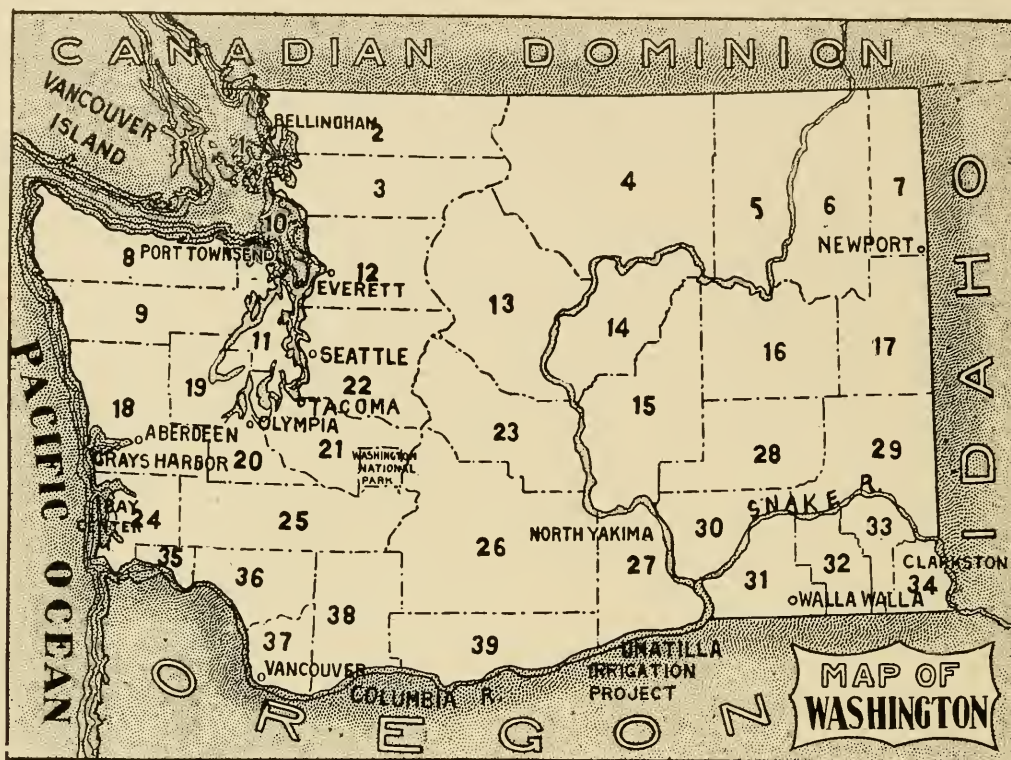 CANADIAN DOMINION
VANCOUVER
ISLAND
BELLINGHAM
1
2
3
4
5
6
7
NEWPORT
10
PORT TOWNSEND
8
12
EVERETT
9
13
14
16
17
11
SEATTLE
19
22
15
18
TACOMA
ABERDEEN
OLYMPIA
23
GRAYS HARBOR
20
21
WASHINGTON
NATIONAL
PARK
28
29
BAY
CENTER
24
25
26
NORTH YAKIMA
27
30
SNAKE R.
33
CLARKSTON
35
36
38
31
32
34
WALLA WALLA
37
VANCOUVER
39
UMATILLA
IRRIGATION
PROJECT
COLUMBIA R.
PACIFIC OCEAN
IDAHO
OREGON
MAP OF
WASHINGTON